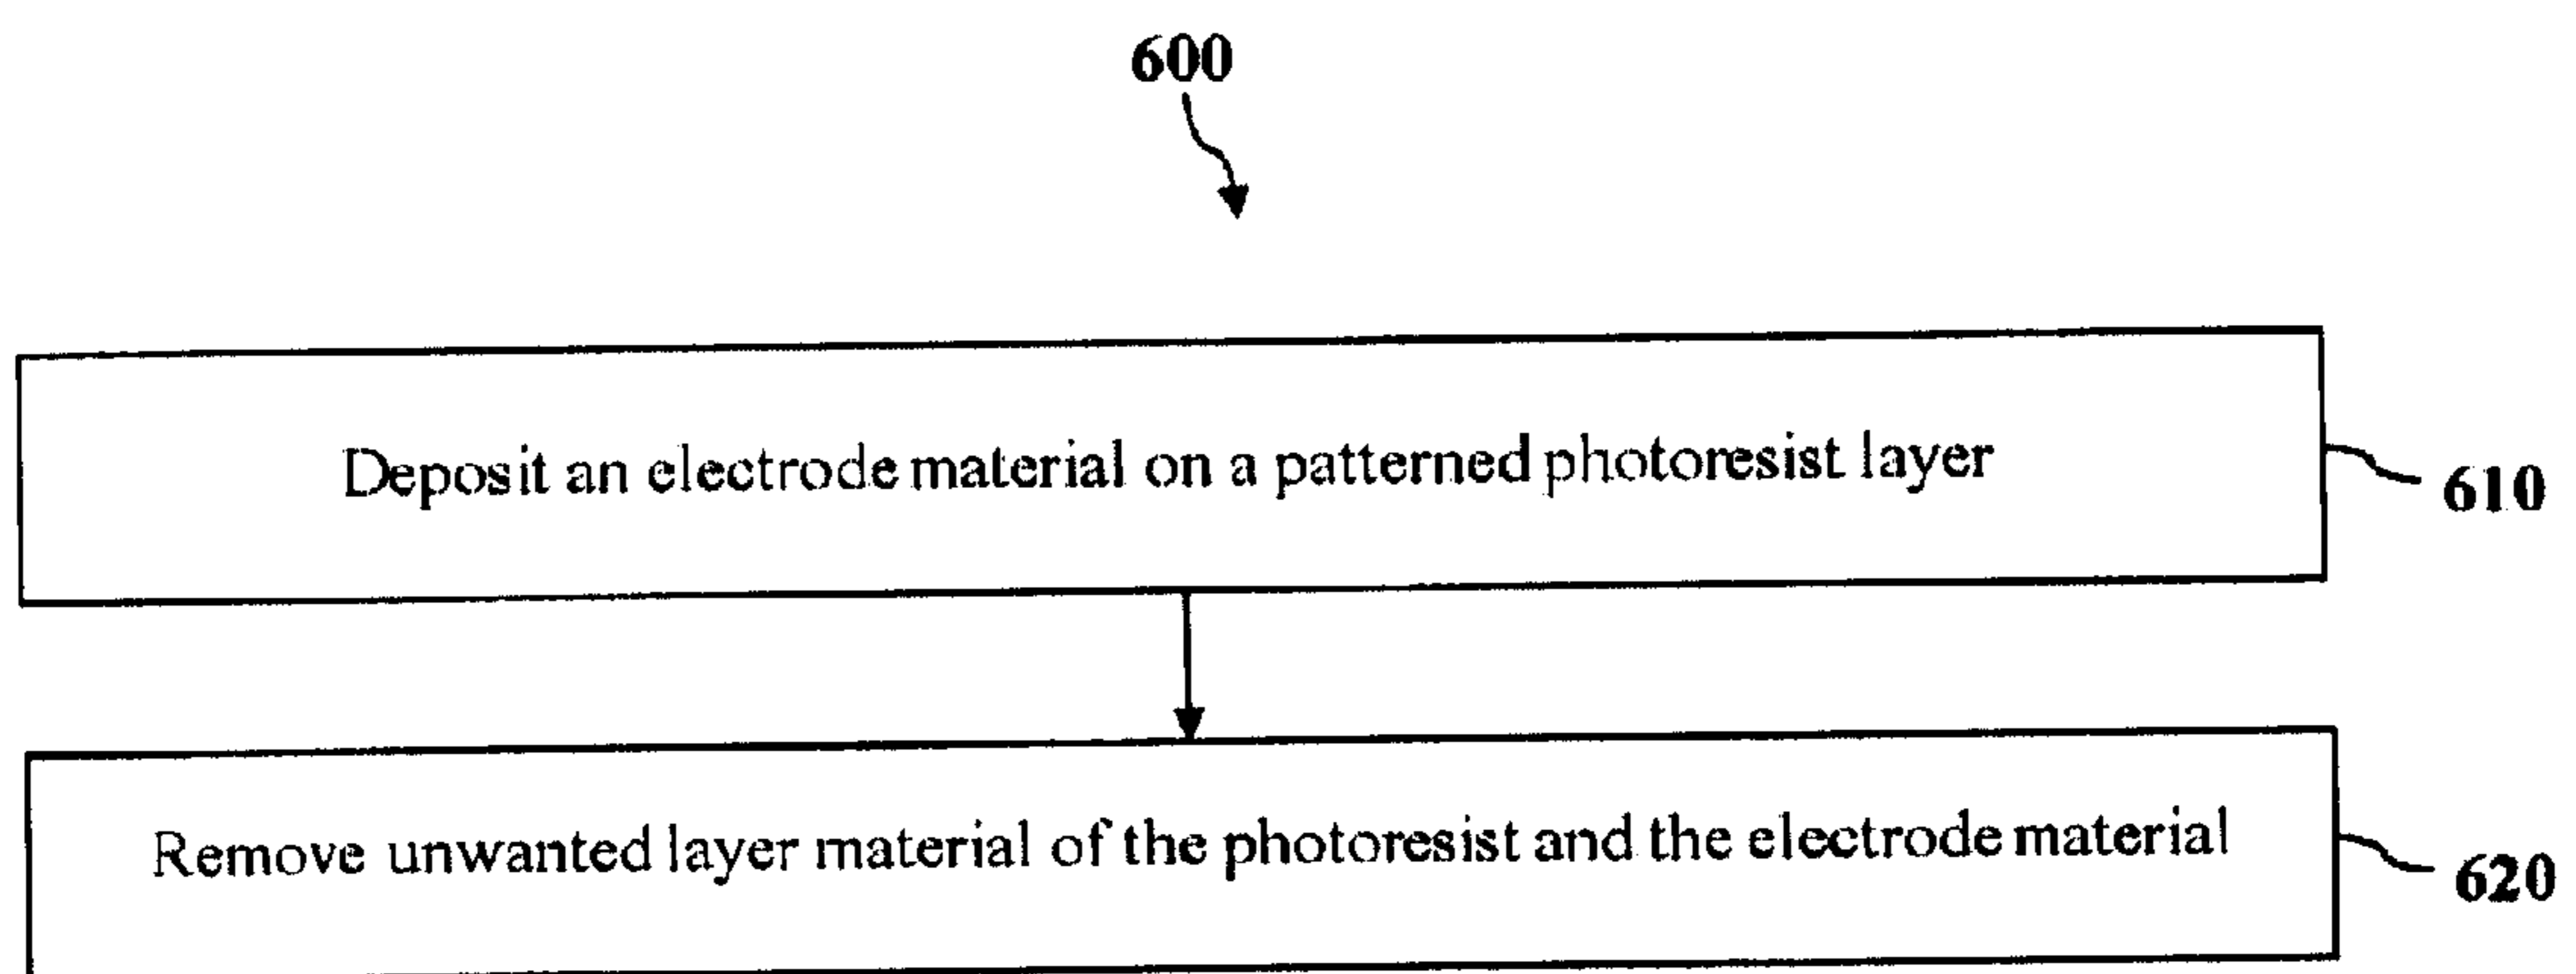 600
Deposit an electrode material on a patterned photoresist layer
610
Remove unwanted layer material of the photoresist and the electrode material
620